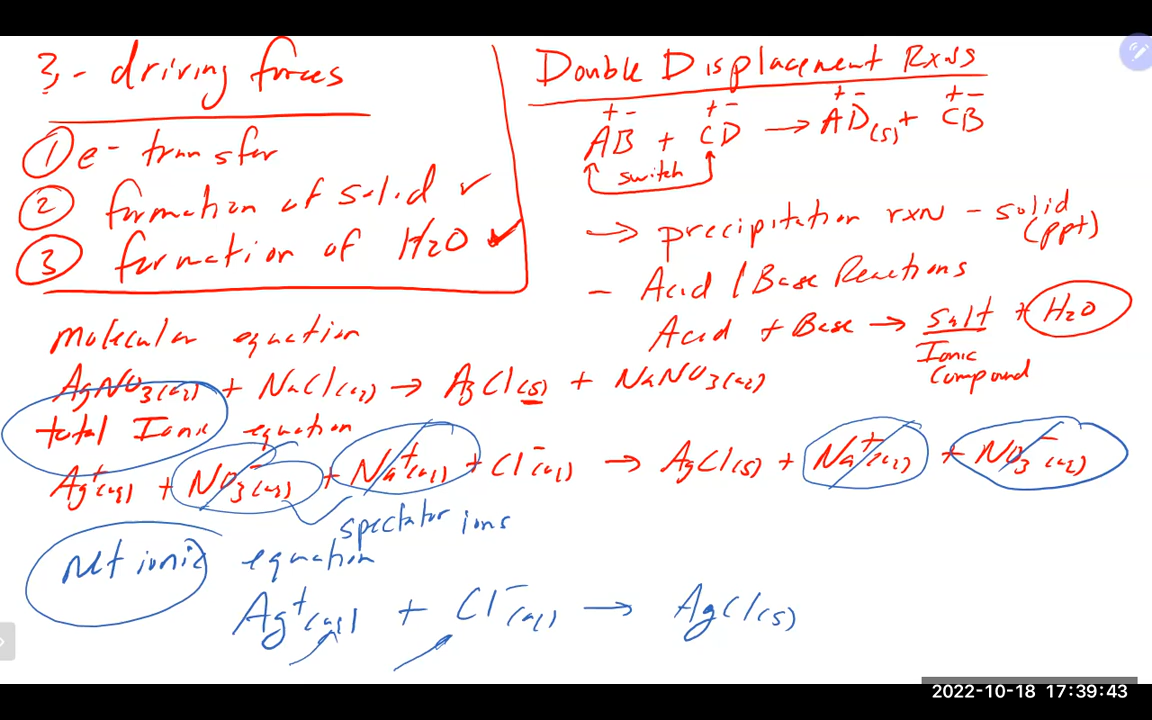 3 - driving forces
① e- transfer
② formation of solid ✓
③ formation of H2O ✓
Double Displacement Rxns
+ - + - + - + -
AB + CD → AD(s) + CB
switch
→ precipitation rxn - solid
(ppt)
- Acid / Base Reactions
Acid + Base → salt + H2O
Ionic
Compound
molecular equation
AgNO3(aq) + NaCl(aq) → AgCl(s) + NaNO3(aq)
total Ionic equation
Ag+(aq) + NO3-(aq) + Na+(aq) + Cl-(aq) → AgCl(s) + Na+(aq) + NO3-(aq)
spectator ions
Net ionic equation
Ag+(aq) + Cl-(aq) → AgCl(s)
2022-10-18 17:39:43